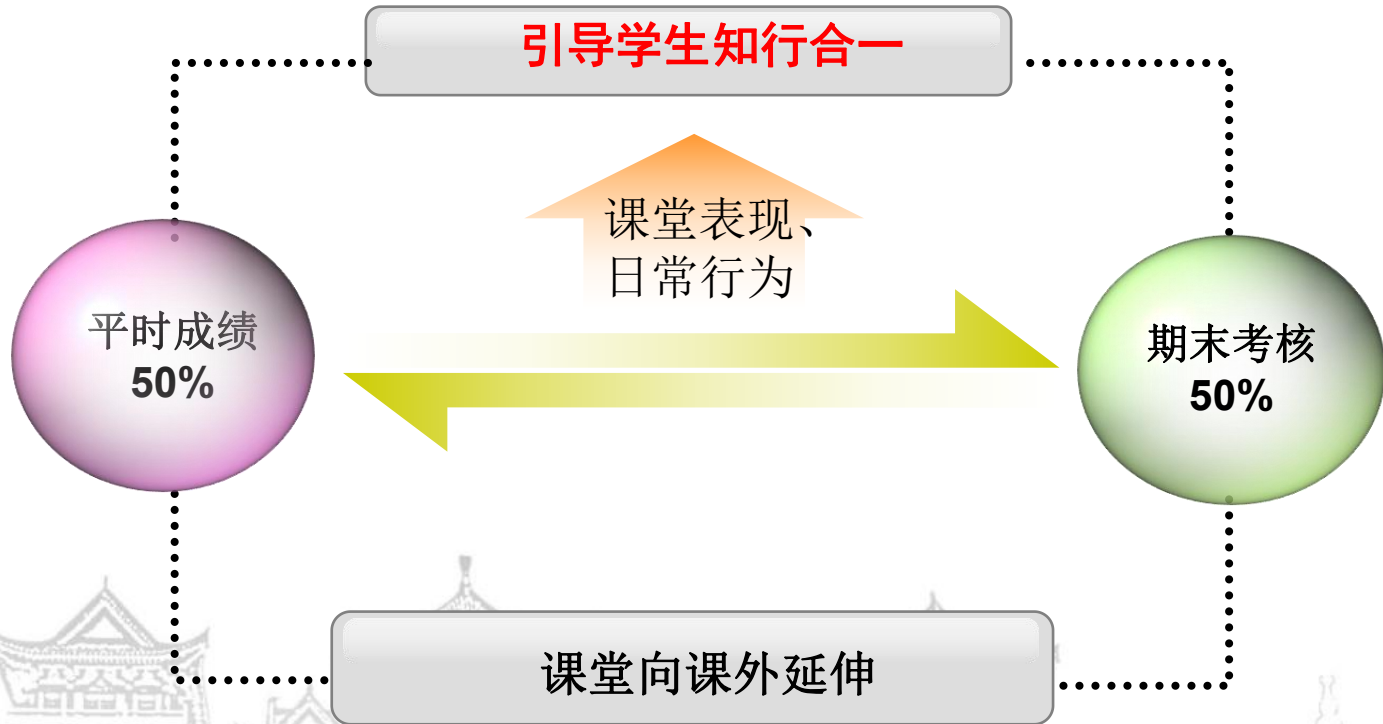 引导学生知行合一
课堂表现、
日常行为
平时成绩
50%
期末考核
50%
课堂向课外延伸